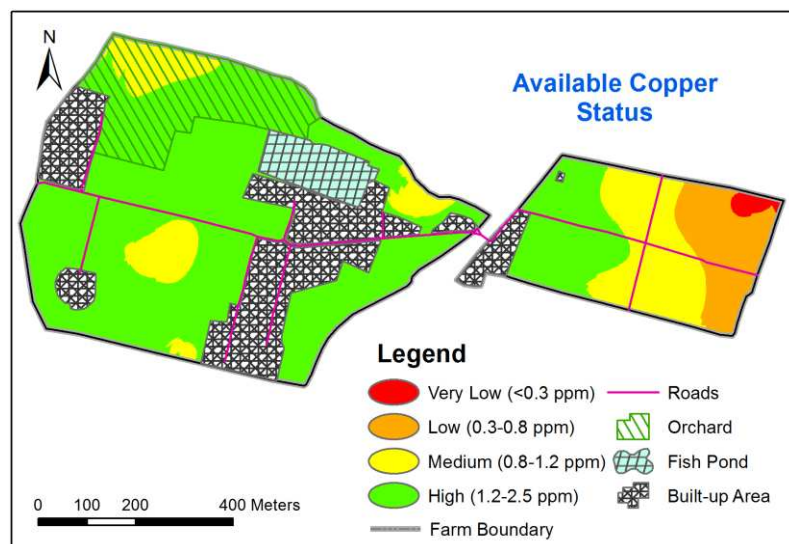 N
Available Copper
Status
Legend
Very Low (<0.3 ppm)
Roads
Low (0.3-0.8 ppm)
Orchard
Medium (0.8-1.2 ppm)
Fish Pond
High (1.2-2.5 ppm)
Built-up Area
Farm Boundary
0 100 200 400 Meters